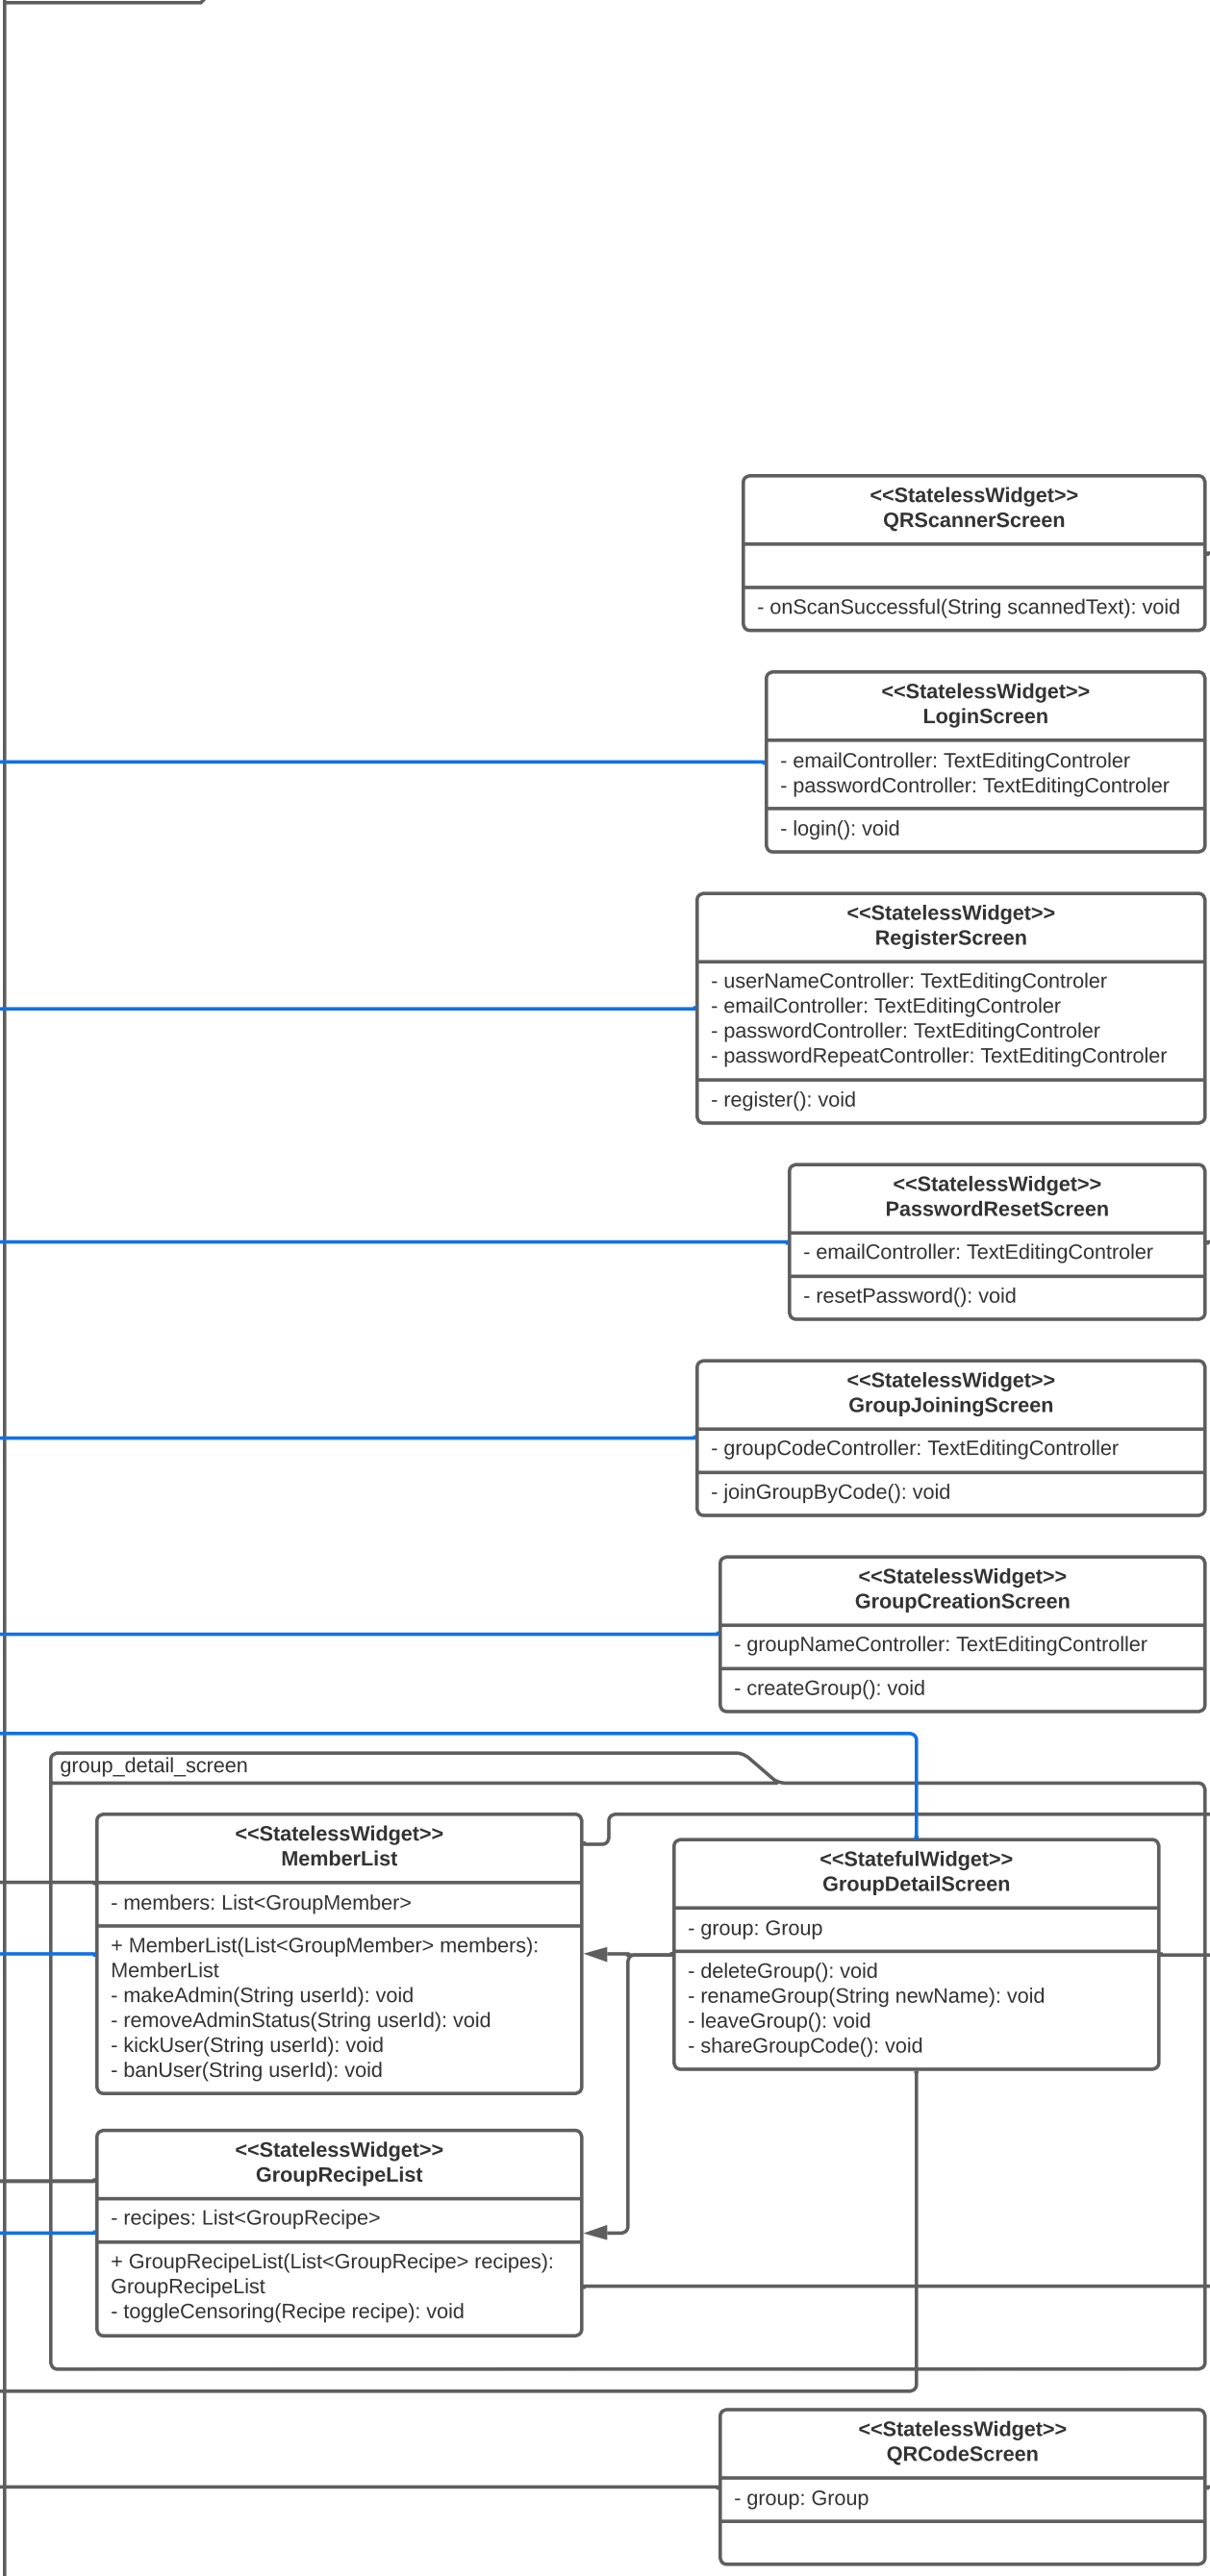 <<StatelessWidget>>
QRScannerScreen
- onScanSuccessful(String scannedText): void
<<StatelessWidget>>
LoginScreen
- emailController: TextEditingControler
- passwordController: TextEditingControler
- login(): void
<<StatelessWidget>>
RegisterScreen
- userNameController: TextEditingControler
- emailController: TextEditingControler
- passwordController: TextEditingControler
- passwordRepeatController: TextEditingControler
- register(): void
<<StatelessWidget>>
PasswordResetScreen
- emailController: TextEditingControler
- resetPassword(): void
<<StatelessWidget>>
GroupJoiningScreen
- groupCodeController: TextEditingController
- joinGroupByCode(): void
<<StatelessWidget>>
GroupCreationScreen
- groupNameController: TextEditingController
- createGroup(): void
group_detail_screen
<<StatelessWidget>>
MemberList
- members: List<GroupMember>
+ MemberList(List<GroupMember> members):
MemberList
- makeAdmin(String userId): void
- removeAdminStatus(String userId): void
- kickUser(String userId): void
- banUser(String userId): void
<<StatefulWidget>>
GroupDetailScreen
- group: Group
- deleteGroup(): void
- renameGroup(String newName): void
- leaveGroup(): void
- shareGroupCode(): void
<<StatelessWidget>>
GroupRecipeList
- recipes: List<GroupRecipe>
+ GroupRecipeList(List<GroupRecipe> recipes):
GroupRecipeList
- toggleCensoring(Recipe recipe): void
<<StatelessWidget>>
QRCodeScreen
- group: Group